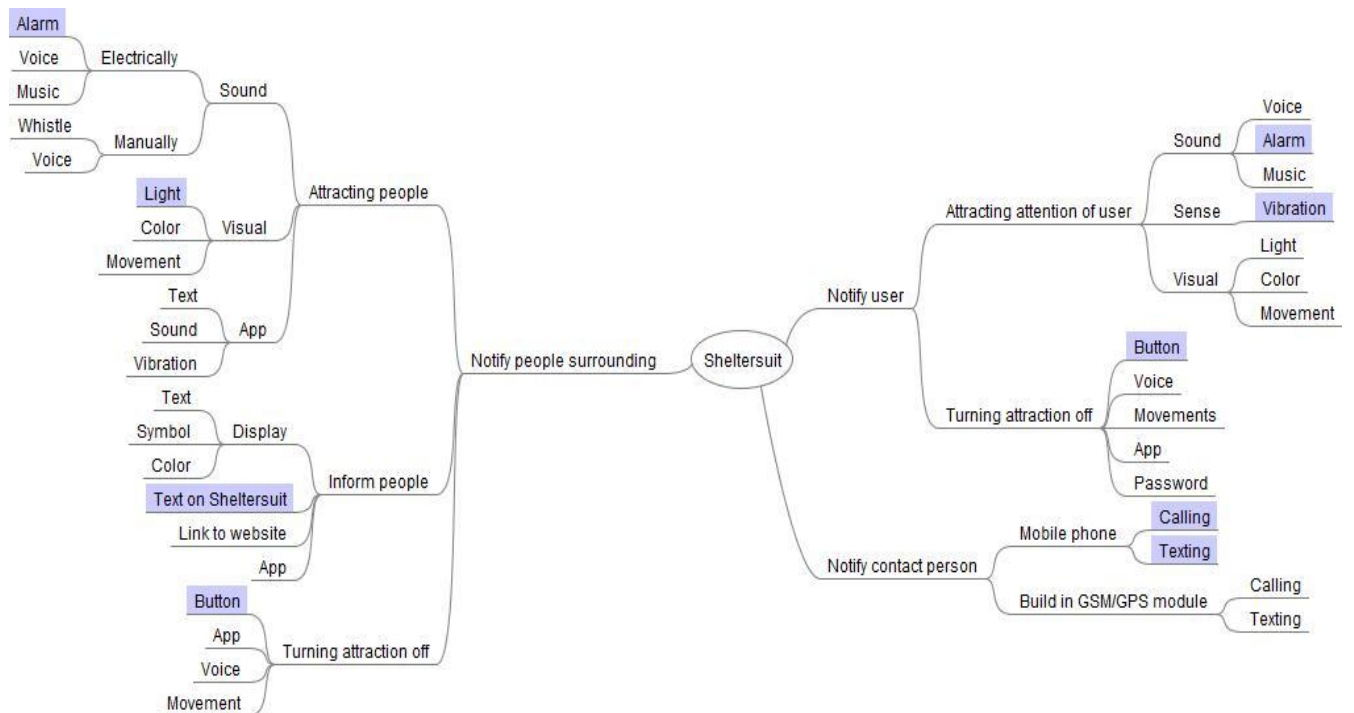 Sheltersuit
Notify people surrounding
Attracting people
Sound
Electrically
Alarm
Voice
Music
Manually
Whistle
Voice
Visual
Light
Color
Movement
App
Text
Sound
Vibration
Inform people
Display
Text
Symbol
Color
Text on Sheltersuit
Link to website
App
Turning attraction off
Button
App
Voice
Movement
Notify user
Attracting attention of user
Sound
Voice
Alarm
Music
Sense
Vibration
Visual
Light
Color
Movement
Turning attraction off
Button
Voice
Movements
App
Password
Notify contact person
Mobile phone
Calling
Texting
Build in GSM/GPS module
Calling
Texting